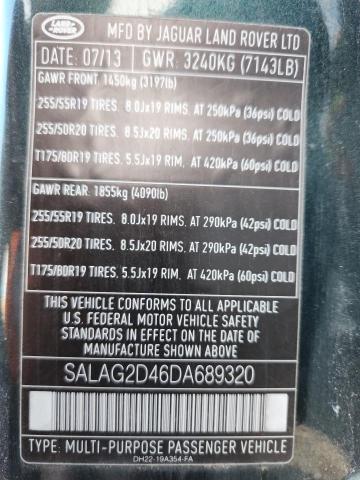 LAND ROVER
MFD BY JAGUAR LAND ROVER LTD
DATE: 07/13 GWR: 3240KG (7143LB)
GAWR FRONT 1450kg (3197lb)
255/55R19 TIRES. 8.0Jx19 RIMS. AT 250kPa (36psi) COLD
255/50R20 TIRES. 8.5Jx20 RIMS. AT 250kPa (36psi) COLD
T175/80R19 TIRES. 5.5Jx19 RIM. AT 420kPa (60psi) COLD
GAWR REAR 1855kg (4090lb)
255/55R19 TIRES. 8.0Jx19 RIMS. AT 290kPa (42psi) COLD
255/50R20 TIRES. 8.5Jx20 RIMS. AT 290kPa (42psi) COLD
T175/80R19 TIRES. 5.5Jx19 RIM. AT 420kPa (60psi) COLD
THIS VEHICLE CONFORMS TO ALL APPLICABLE
U.S. FEDERAL MOTOR VEHICLE SAFETY
STANDARDS IN EFFECT ON THE DATE OF
MANUFACTURE SHOWN ABOVE
SALAG2D46DA689320
TYPE: MULTI-PURPOSE PASSENGER VEHICLE
DH22-19A354-FA